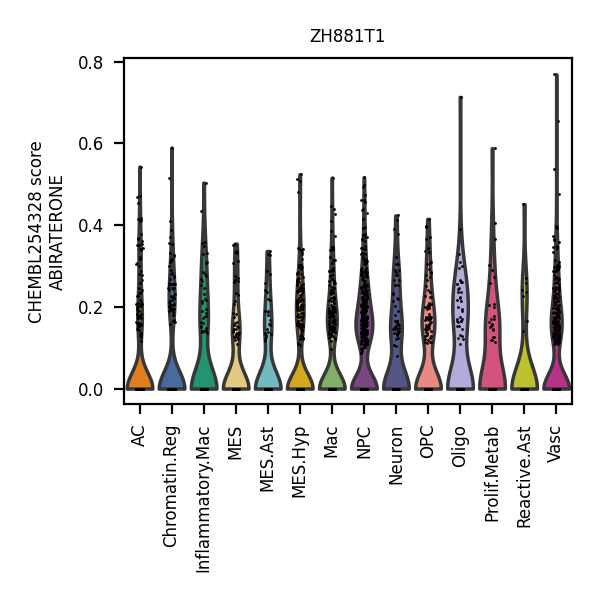 ZH881T1
CHEMBL254328 score
ABIRATERONE
0.8
0.6
0.4
0.2
0.0
AC
Chromatin.Reg
Inflammatory.Mac
MES
MES.Ast
MES.Hyp
Mac
NPC
Neuron
OPC
Oligo
Prolif.Metab
Reactive.Ast
Vasc